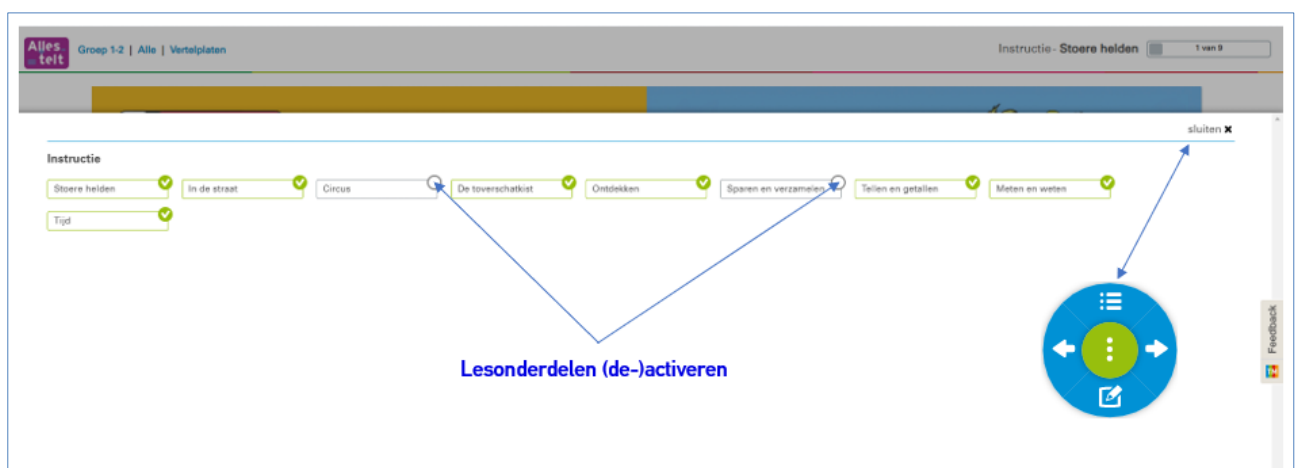 Alles telt
Groep 1-2 | Alle | Vertelplaten
Instructie - Stoere helden
1 van 9
sluiten ✖
Instructie
Stoere helden
In de straat
Circus
De toverschatkist
Ontdekken
Sparen en verzamelen
Tellen en getallen
Meten en weten
Tijd
Lesonderdelen (de-)activeren
Feedback